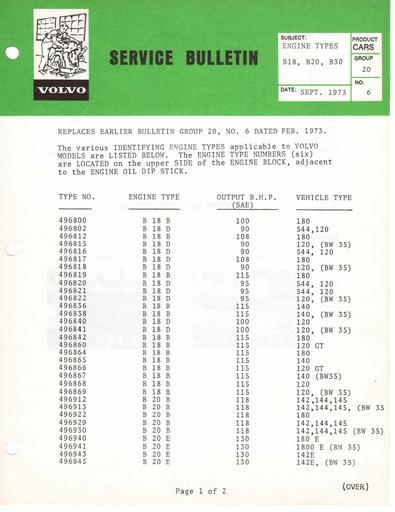 SERVICE BULLETIN
VOLVO
SUBJECT:
ENGINE TYPES
B18, B20, B30
DATE: SEPT. 1973
PRODUCT
CARS
GROUP
20
NO.
6
REPLACES EARLIER BULLETIN GROUP 20, NO. 6 DATED FEB. 1973.
The various IDENTIFYING ENGINE TYPES applicable to VOLVO
MODELS are LISTED BELOW. The ENGINE TYPE NUMBERS (six)
are LOCATED on the upper SIDE of the ENGINE BLOCK, adjacent
to the ENGINE OIL DIP STICK.
TYPE NO. ENGINE TYPE OUTPUT B.H.P. VEHICLE TYPE
(SAE)
496800 B 18 B 100 180
496802 B 18 D 90 544,120
496812 B 18 B 108 180
496815 B 18 D 90 120, (BW 35)
496816 B 18 D 90 544, 120
496817 B 18 B 108 180
496818 B 18 D 90 120, (BW 35)
496819 B 18 B 115 180
496820 B 18 D 95 544, 120
496821 B 18 D 95 544, 120
496822 B 18 D 95 120, (BW 35)
496836 B 18 B 115 140
496838 B 18 B 115 140, (BW 35)
496840 B 18 D 100 120
496841 B 18 D 100 120, (BW 35)
496842 B 18 B 115 180
496860 B 18 B 115 120 GT
496864 B 18 B 115 180
496865 B 18 B 115 140
496866 B 18 B 115 120 GT
496867 B 18 B 115 140 (BW35)
496868 B 18 B 115 120
496869 B 18 B 115 120, (BW 35)
496912 B 20 B 118 142,144,145
496913 B 20 B 118 142,144,145, (BW 35
496922 B 20 B 118 180
496929 B 20 B 118 142,144,145
496930 B 20 B 118 142,144,145 (BW 35)
496940 B 20 E 130 180 E
496941 B 20 E 130 1800 E (BW 35)
496943 B 20 E 130 142E
496945 B 20 E 130 142E, (BW 35)
Page 1 of 2
(OVER)